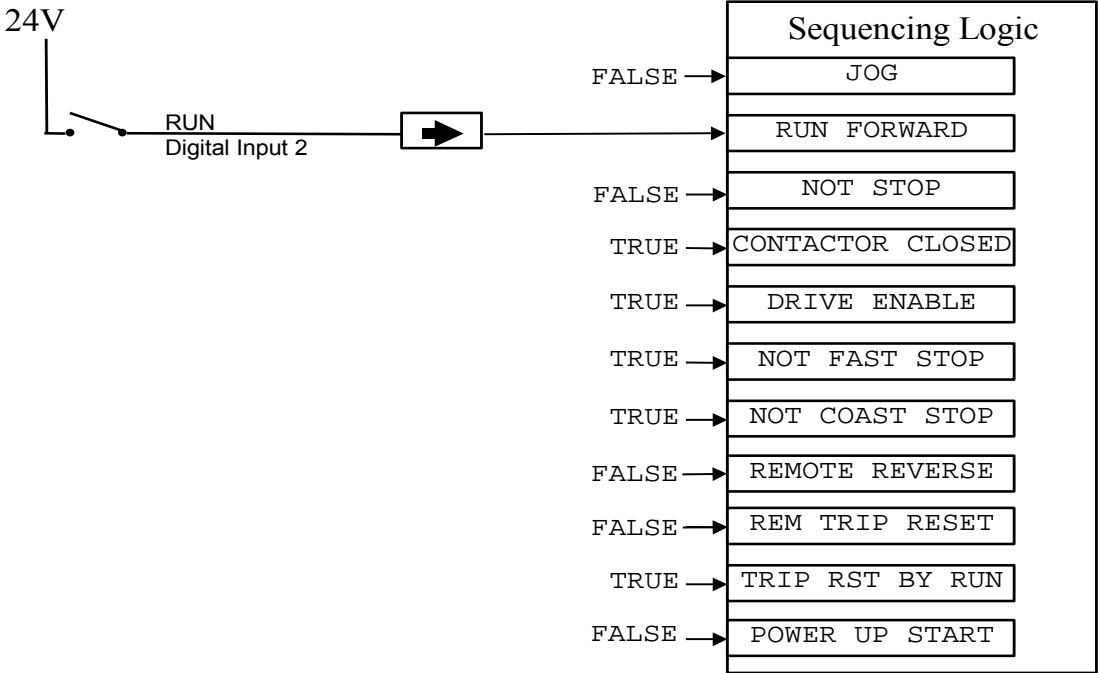 24V
Sequencing Logic
FALSE JOG
RUN
Digital Input 2
RUN FORWARD
FALSE NOT STOP
TRUE CONTACTOR CLOSED
TRUE DRIVE ENABLE
TRUE NOT FAST STOP
TRUE NOT COAST STOP
FALSE REMOTE REVERSE
FALSE REM TRIP RESET
TRUE TRIP RST BY RUN
FALSE POWER UP START